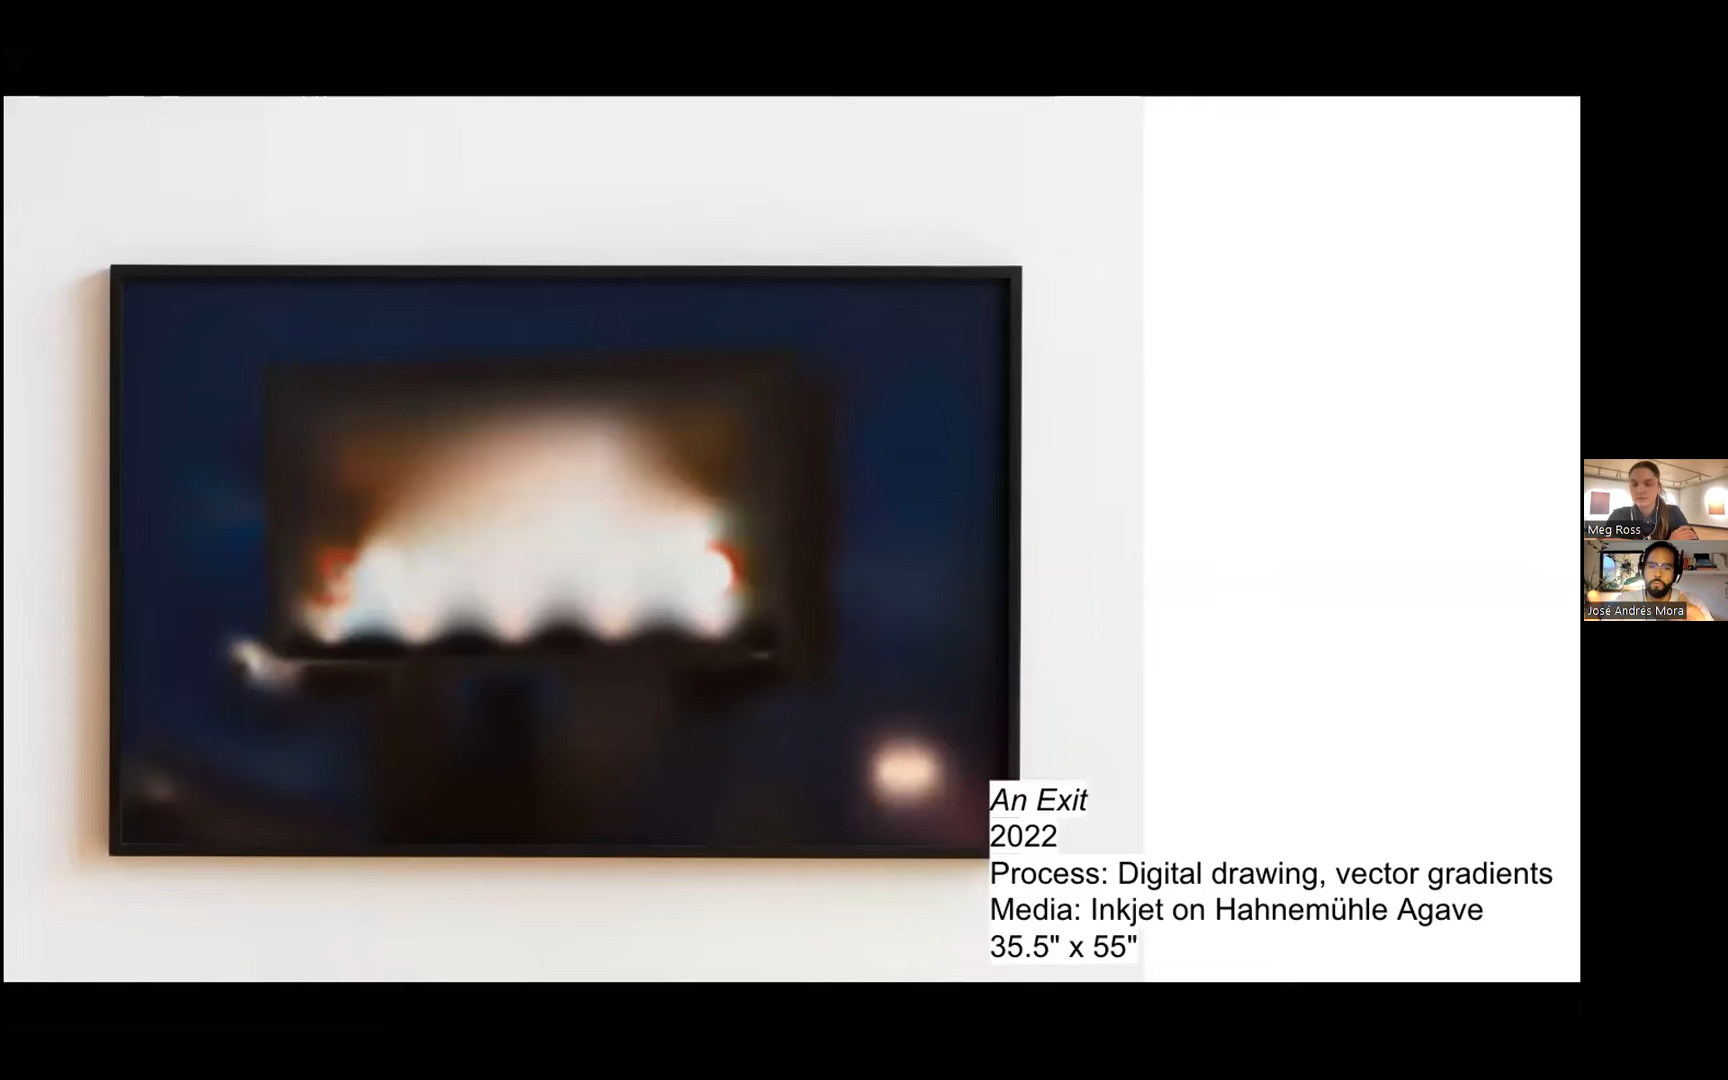 An Exit
2022
Process: Digital drawing, vector gradients
Media: Inkjet on Hahnemühle Agave
35.5" x 55"
Meg Ross
José Andrés Mora